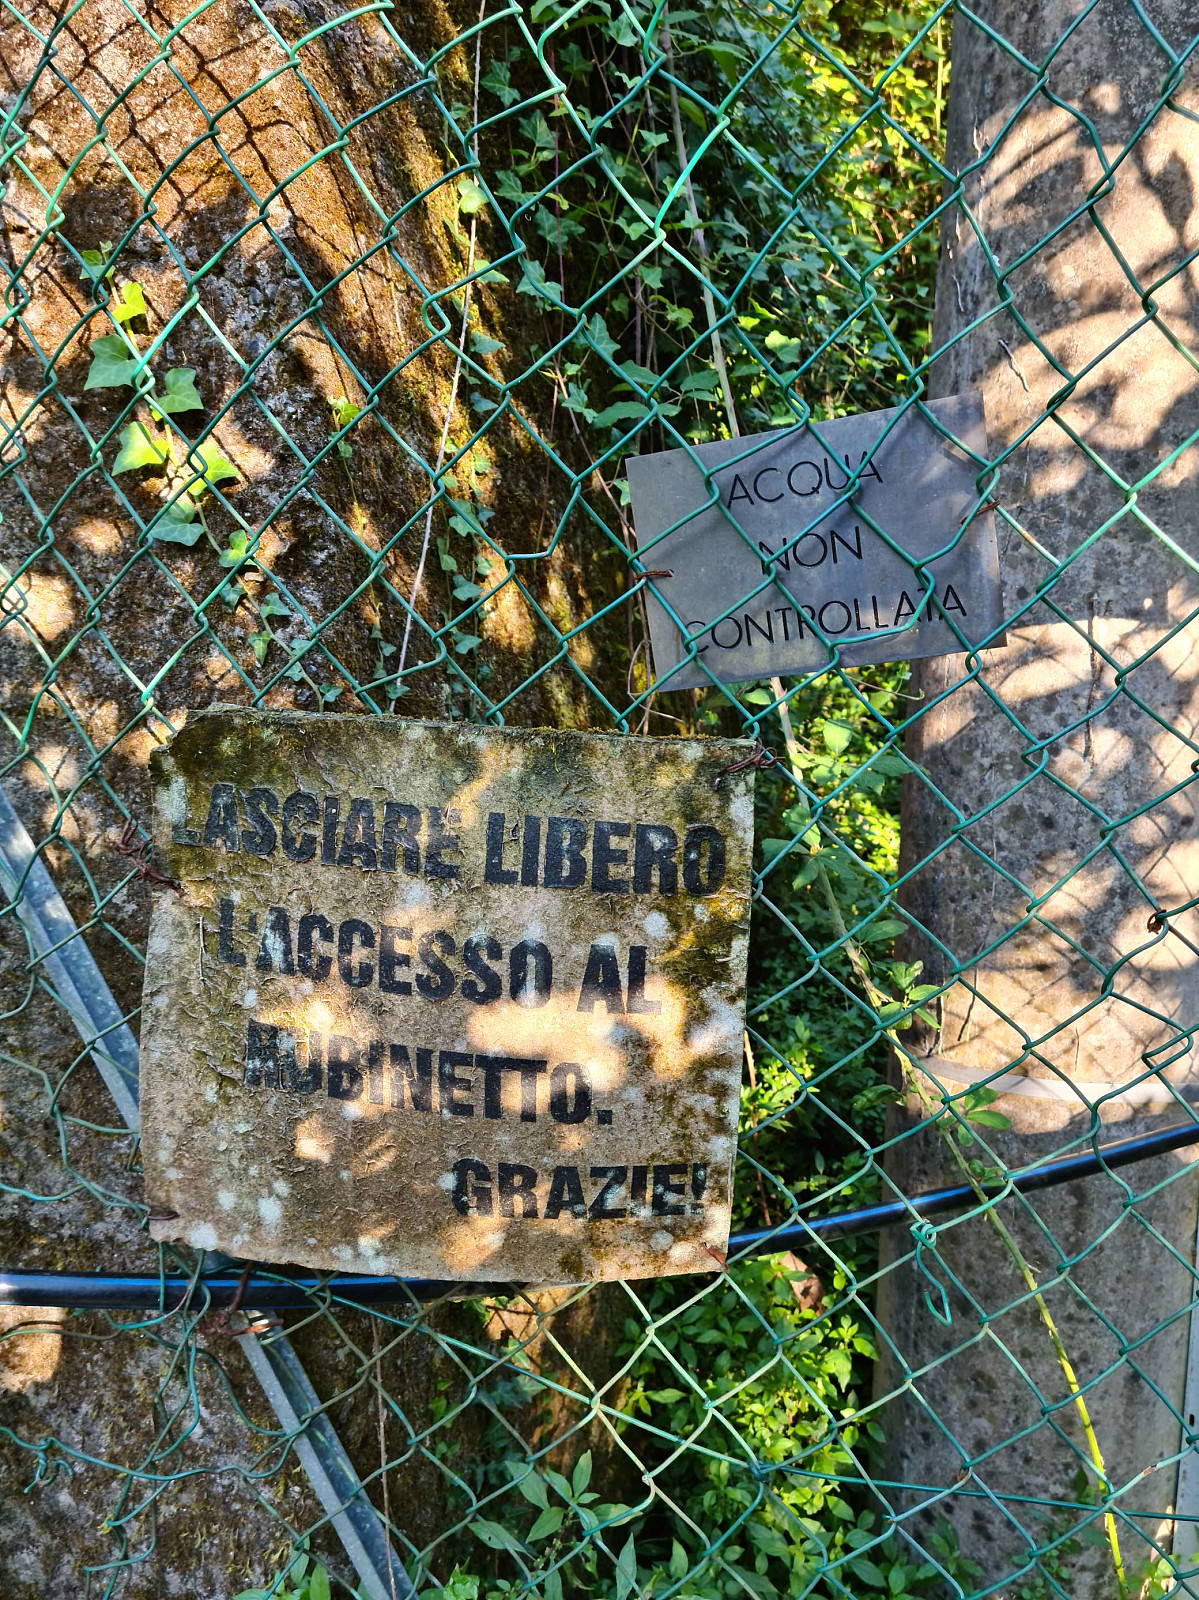 ACQUA
NON
CONTROLLATA
LASCIARE LIBERO
L'ACCESSO AL
RUBINETTO.
GRAZIE!